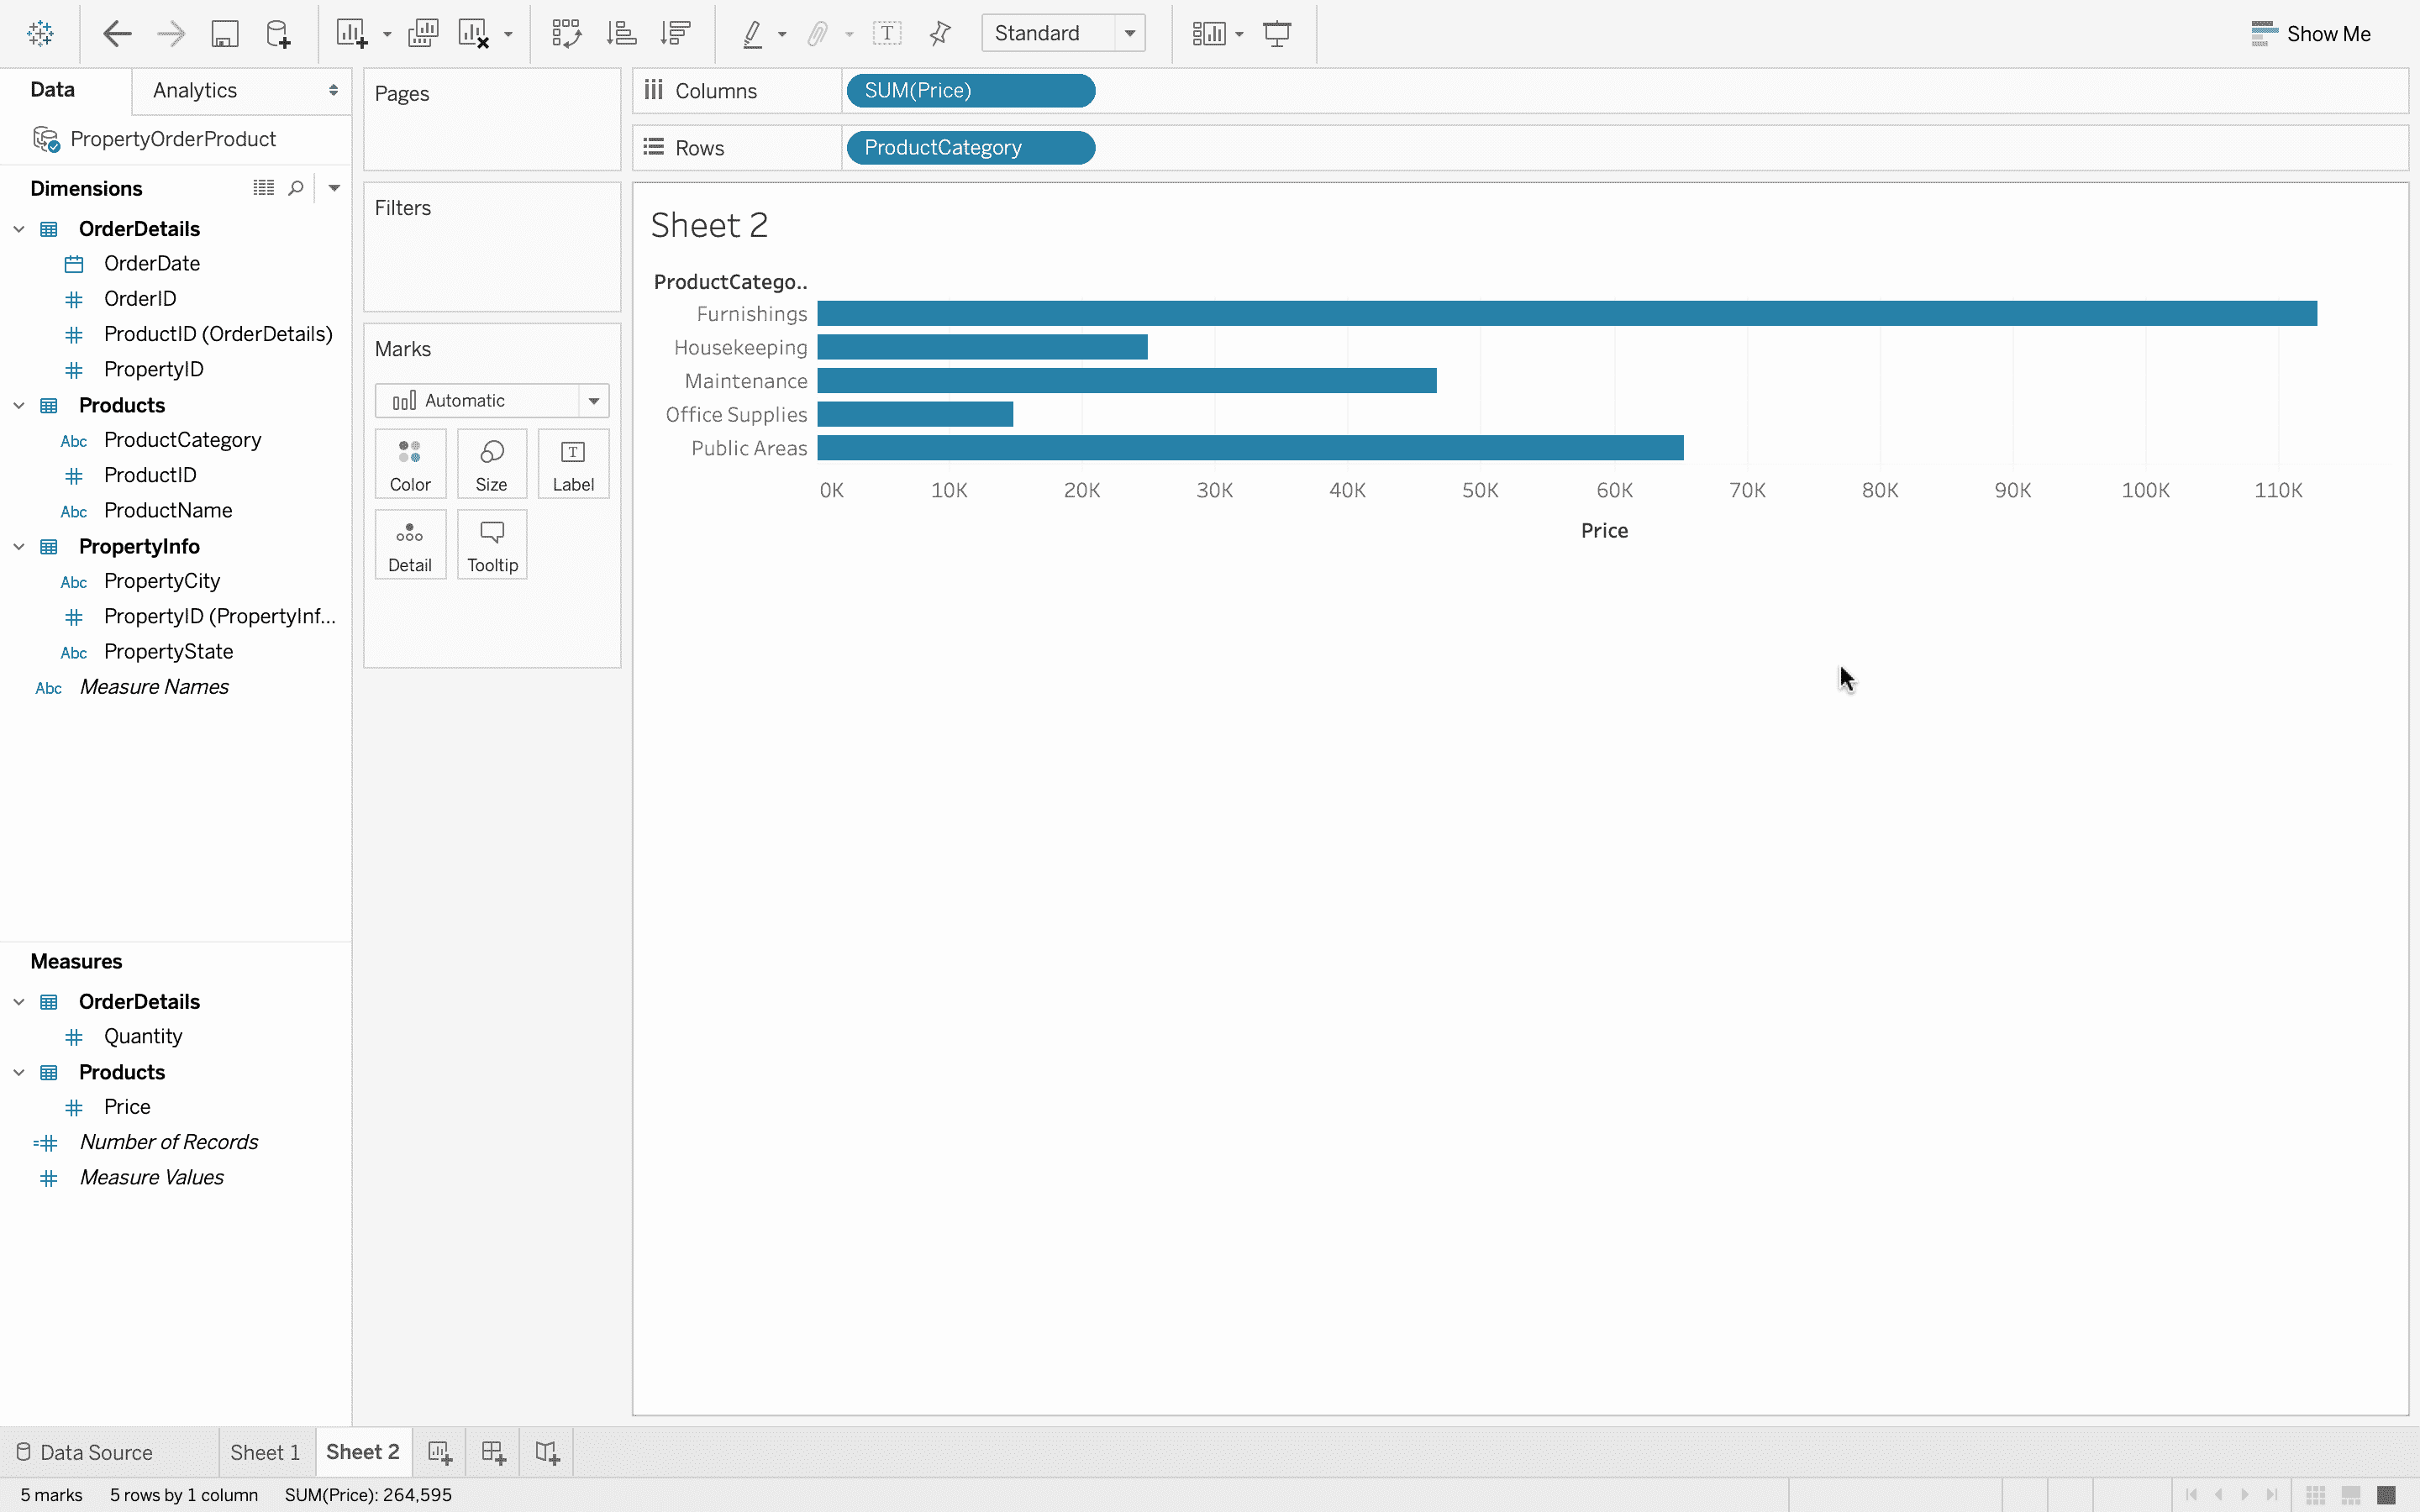 Standard
Show Me
Data
Analytics
PropertyOrderProduct
Dimensions
OrderDetails
OrderDate
OrderID
ProductID (OrderDetails)
PropertyID
Products
Abc ProductCategory
ProductID
Abc ProductName
PropertyInfo
Abc PropertyCity
PropertyID (PropertyInf...
Abc PropertyState
Abc Measure Names
Measures
OrderDetails
Quantity
Products
Price
Number of Records
Measure Values
Pages
Filters
Marks
Automatic
Color Size T Label
Detail Tooltip
Columns SUM(Price)
Rows ProductCategory
Sheet 2
ProductCatego..
Furnishings
Housekeeping
Maintenance
Office Supplies
Public Areas
0K 10K 20K 30K 40K 50K 60K 70K 80K 90K 100K 110K
Price
Data Source Sheet 1 Sheet 2
5 marks 5 rows by 1 column SUM(Price): 264,595